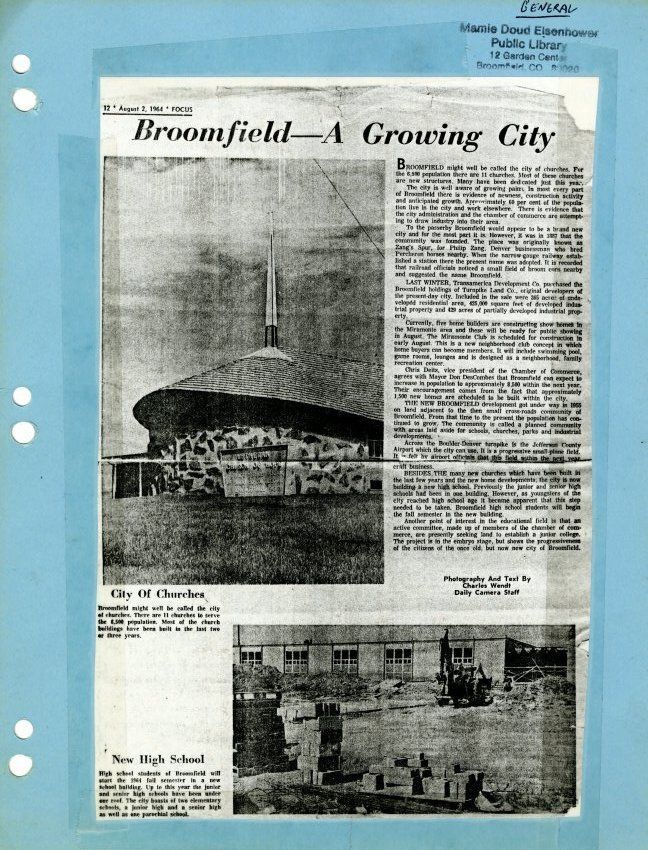 GENERAL
Mamie Doud Eisenhower
Public Library
12 Garden Center
Broomfield, CO 80020
12 * August 2, 1964 * FOCUS
Broomfield—A Growing City
BROOMFIELD might well be called the city of churches. For
the 6,500 population there are 11 churches. Most of these churches
are new structures. Many have been dedicated just this year.
The city is well aware of growing pains. In most every part
of Broomfield there is evidence of newness, construction activity
and anticipated growth. Approximately 60 per cent of the popula-
tion live in the city and work elsewhere. There is evidence that
the city administration and the chamber of commerce are attempt-
ing to draw industry into their area.
To the passerby Broomfield would appear to be a brand new
city and for the most part it is. However, it was in 1887 that the
community was founded. The place was originally known as
Zang's Spur, for Philip Zang, Denver businessman who bred
Percheron horses nearby. When the narrow-gauge railway estab-
lished a station there the present name was adopted. It is recorded
that railroad officials noticed a small field of broom corn nearby
and suggested the name Broomfield.
LAST WINTER, Transamerica Development Co. purchased the
Broomfield holdings of Turnpike Land Co., original developers of
the present-day city. Included in the sale were 365 acres of unde-
veloped residential area, 425,000 square feet of developed indus-
trial property and 429 acres of partially developed industrial prop-
erty.
Currently, five home builders are constructing show homes in
the Miramonte area and these will be ready for public showing
in August. The Miramonte Club is scheduled for construction in
early August. This is a new neighborhood club concept in which
home buyers can become members. It will include swimming pool,
game rooms, lounges and is designed as a neighborhood, family
recreation center.
Chris Deitz, vice president of the Chamber of Commerce,
agrees with Mayor Don DesCombes that Broomfield can expect to
increase in population to approximately 8,500 within the next year.
Their encouragement comes from the fact that approximately
1,500 new homes are scheduled to be built within the city.
THE NEW BROOMFIELD development got under way in 1955
on land adjacent to the then small cross-roads community of
Broomfield. From that time to the present the population has con-
tinued to grow. The community is called a planned community
with areas laid aside for schools, churches, parks and industrial
developments.
Across the Boulder-Denver turnpike is the Jefferson County
Airport which the city can use. It is a progressive small-plane field.
It is felt by airport officials that this field within the next year
craft business.
BESIDES THE many new churches which have been built in
the last few years and the new home developments, the city is now
building a new high school. Previously the junior and senior high
schools had been in one building. However, as youngsters of the
city reached high school age it became apparent that this step
needed to be taken. Broomfield high school students will begin
the fall semester in the new building.
Another point of interest in the educational field is that an
active committee, made up of members of the chamber of com-
merce, are presently seeking land to establish a junior college.
The project is in the embryo stage, but shows the progressiveness
of the citizens of the once old, but now new city of Broomfield.
Photography And Text By
Charles Wendt
Daily Camera Staff
City Of Churches
Broomfield might well be called the city
of churches. There are 11 churches to serve
the 6,500 population. Most of the church
buildings have been built in the last two
or three years.
New High School
High school students of Broomfield will
start the 1964 fall semester in a new
school building. Up to this year the junior
and senior high schools have been under
one roof. The city boasts of two elementary
schools, a junior high and a senior high
as well as one parochial school.